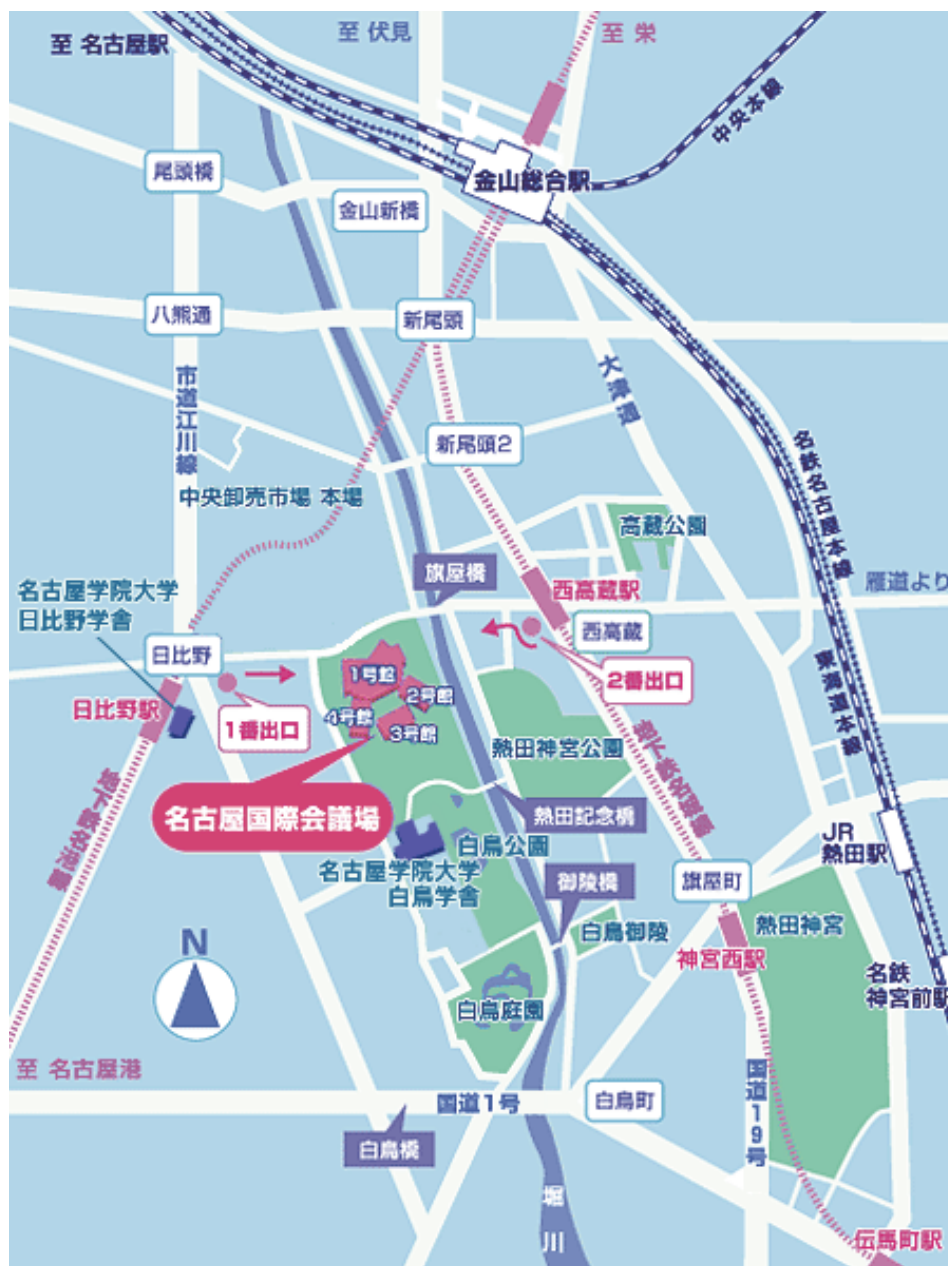 至 名古屋駅
至 伏見
至 栄
中央本線
尾頭橋
金山総合駅
金山新橋
八熊通
新尾頭
市道江川線
大津通
新尾頭2
名鉄名古屋本線
中央卸売市場 本場
高蔵公園
旗屋橋
西高蔵駅
雁道より
名古屋学院大学
日比野学舎
西高蔵
日比野
1号館
2番出口
2号館
日比野駅
1番出口
4号館
3号館
東海道本線
熱田神宮公園
地下鉄名城線
地下鉄名港線
名古屋国際会議場
熱田記念橋
JR
熱田駅
白鳥公園
名古屋学院大学
白鳥学舎
御陵橋
旗屋町
熱田神宮
白鳥御陵
神宮西駅
N
名鉄
神宮前駅
白鳥庭園
至 名古屋港
国道1号
白鳥町
国道19号
白鳥橋
堀川
伝馬町駅